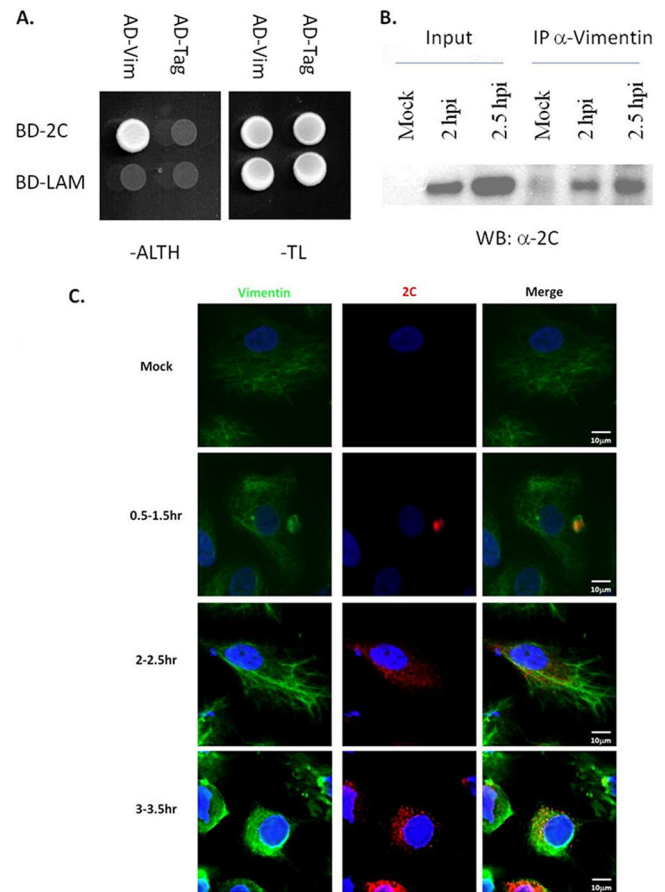 A.
AD-Vim
AD-Tag
AD-Vim
AD-Tag
BD-2C
BD-LAM
-ALTH
-TL
B.
Input
IP α-Vimentin
Mock
2 hpi
2.5 hpi
Mock
2 hpi
2.5 hpi
WB: α-2C
C.
Vimentin
2C
Merge
Mock
10μm
0.5-1.5hr
10μm
2-2.5hr
10μm
3-3.5hr
10μm